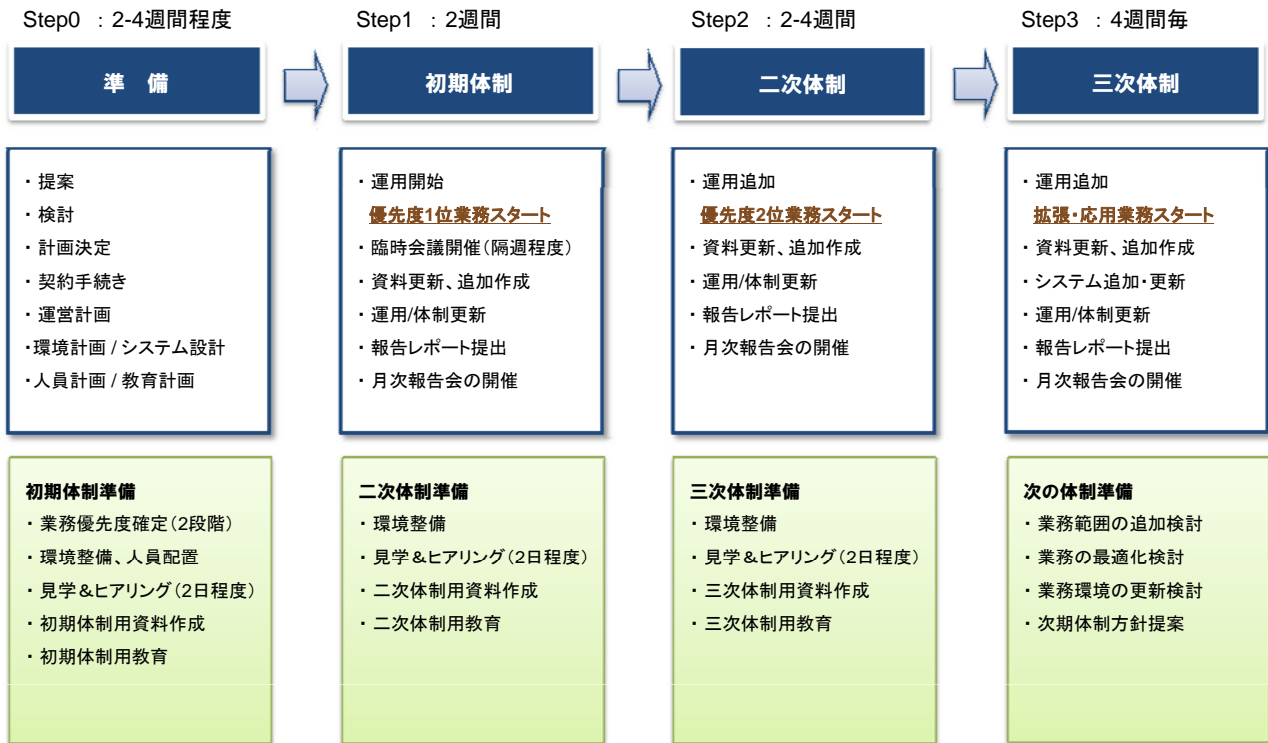 Step0 ：2-4週間程度
準　備
・ 提案
・ 検討
・ 計画決定
・ 契約手続き
・ 運営計画
・環境計画 / システム設計
・人員計画 / 教育計画
初期体制準備
・ 業務優先度確定（2段階）
・ 環境整備、人員配置
・ 見学＆ヒアリング（2日程度）
・ 初期体制用資料作成
・ 初期体制用教育
Step1 ：2週間
初期体制
・ 運用開始
優先度1位業務スタート
・ 臨時会議開催（隔週程度）
・ 資料更新、追加作成
・ 運用/体制更新
・ 報告レポート提出
・ 月次報告会の開催
二次体制準備
・ 環境整備
・ 見学＆ヒアリング（2日程度）
・ 二次体制用資料作成
・ 二次体制用教育
Step2 ：2-4週間
二次体制
・ 運用追加
優先度2位業務スタート
・ 資料更新、追加作成
・ 運用/体制更新
・ 報告レポート提出
・ 月次報告会の開催
三次体制準備
・ 環境整備
・ 見学＆ヒアリング（2日程度）
・ 三次体制用資料作成
・ 三次体制用教育
Step3 ：4週間毎
三次体制
・ 運用追加
拡張・応用業務スタート
・ 資料更新、追加作成
・ システム追加・更新
・ 運用/体制更新
・ 報告レポート提出
・ 月次報告会の開催
次の体制準備
・ 業務範囲の追加検討
・ 業務の最適化検討
・ 業務環境の更新検討
・ 次期体制方針提案